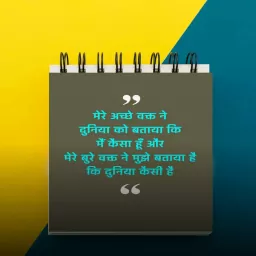 ”
मेरे अच्छे वक्त ने
दुनिया को बताया कि
मैं कैसा हूँ और
मेरे बुरे वक्त ने मुझे बताया है
कि दुनिया कैसी है
“